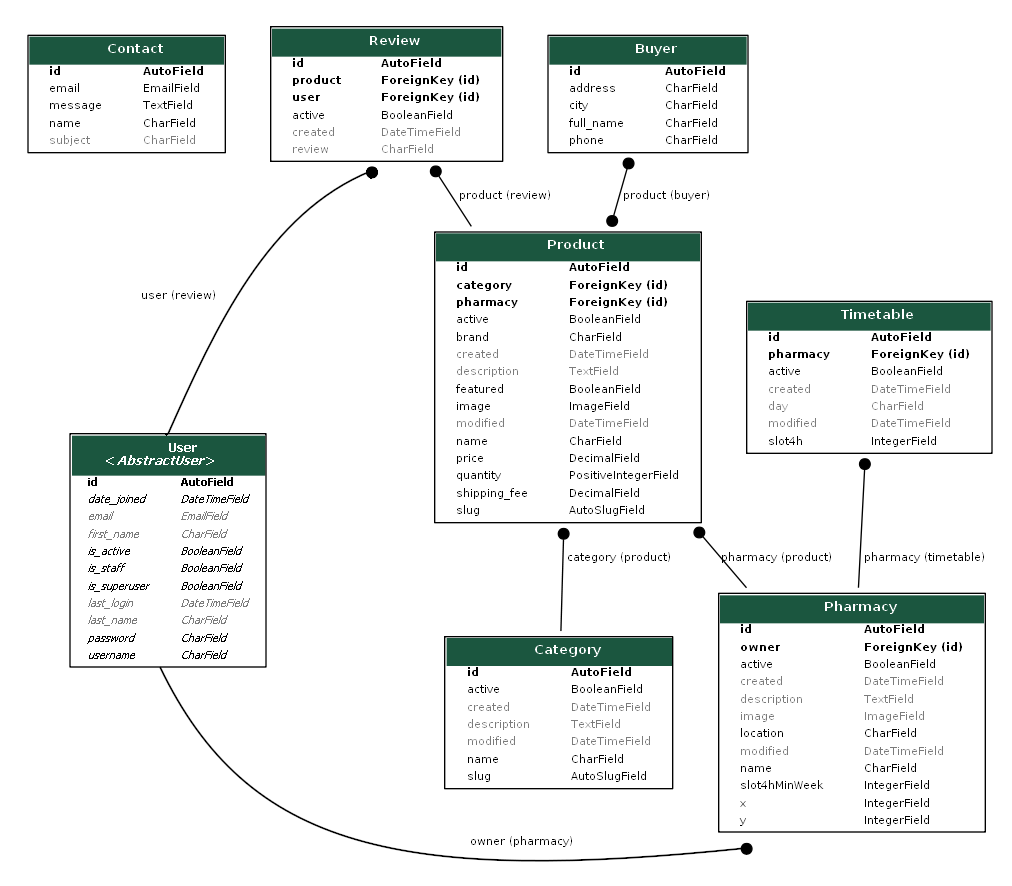 Contact
id AutoField
email EmailField
message TextField
name CharField
subject CharField
Review
id AutoField
product ForeignKey (id)
user ForeignKey (id)
active BooleanField
created DateTimeField
review CharField
Buyer
id AutoField
address CharField
city CharField
full_name CharField
phone CharField
product (review)
product (buyer)
user (review)
Product
id AutoField
category ForeignKey (id)
pharmacy ForeignKey (id)
active BooleanField
brand CharField
created DateTimeField
description TextField
featured BooleanField
image ImageField
modified DateTimeField
name CharField
price DecimalField
quantity PositiveIntegerField
shipping_fee DecimalField
slug AutoSlugField
Timetable
id AutoField
pharmacy ForeignKey (id)
active BooleanField
created DateTimeField
day CharField
modified DateTimeField
slot4h IntegerField
User
<AbstractUser>
id AutoField
date_joined DateTimeField
email EmailField
first_name CharField
is_active BooleanField
is_staff BooleanField
is_superuser BooleanField
last_login DateTimeField
last_name CharField
password CharField
username CharField
category (product)
pharmacy (product)
pharmacy (timetable)
Category
id AutoField
active BooleanField
created DateTimeField
description TextField
modified DateTimeField
name CharField
slug AutoSlugField
Pharmacy
id AutoField
owner ForeignKey (id)
active BooleanField
created DateTimeField
description TextField
image ImageField
location CharField
modified DateTimeField
name CharField
slot4hMinWeek IntegerField
x IntegerField
y IntegerField
owner (pharmacy)